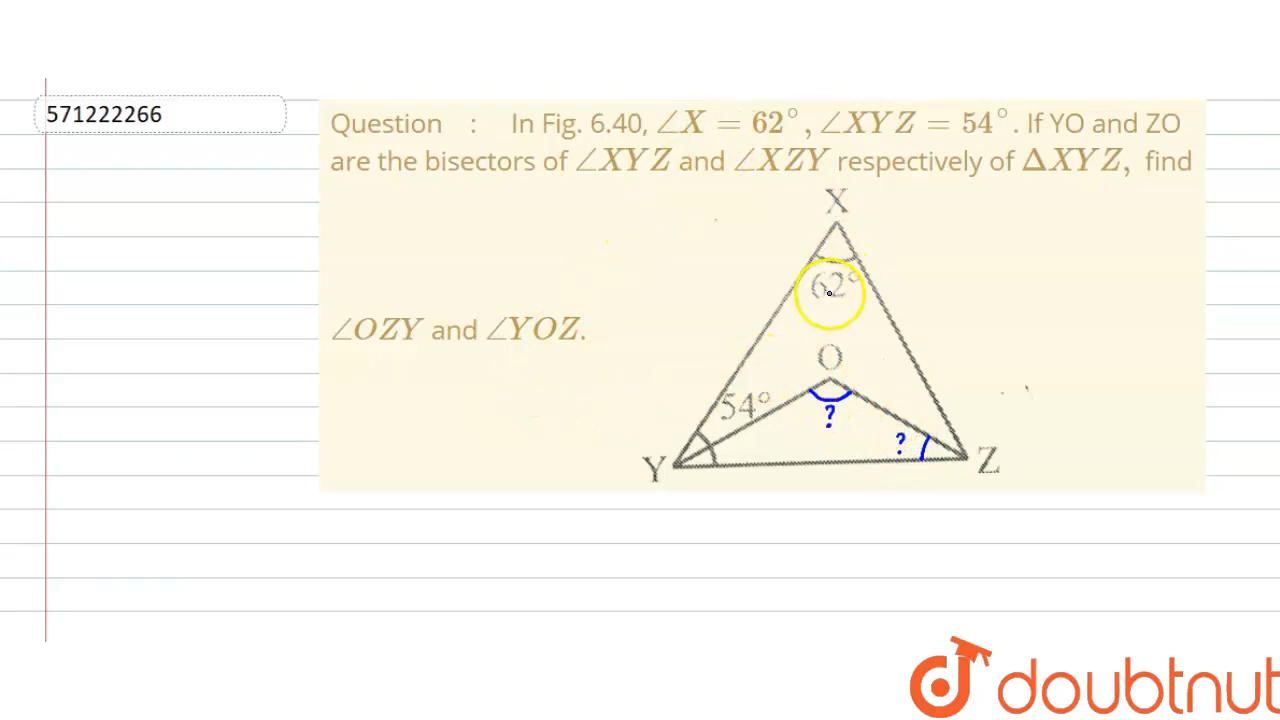 571222266
Question : In Fig. 6.40, ∠X = 62°, ∠XYZ = 54°. If YO and ZO
are the bisectors of ∠XYZ and ∠XZY respectively of ΔXYZ, find
X
62°
∠OZY and ∠YOZ.
O
54°
?
?
Y
Z
doubtnut